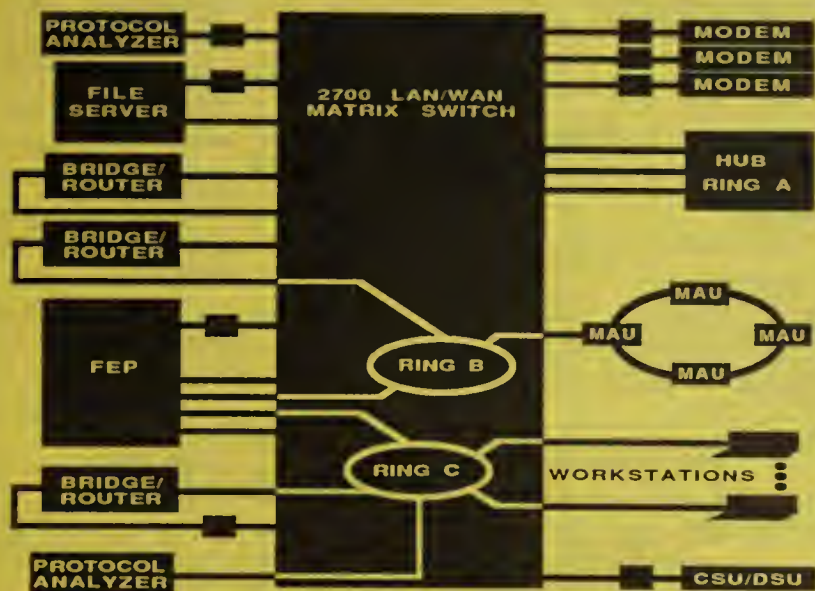 PROTOCOL
ANALYZER
FILE
SERVER
BRIDGE/
ROUTER
BRIDGE/
ROUTER
FEP
BRIDGE/
ROUTER
PROTOCOL
ANALYZER
2700 LAN/WAN
MATRIX SWITCH
RING B
RING C
MODEM
MODEM
MODEM
HUB
RING A
MAU
MAU
MAU
MAU
WORKSTATIONS
CSU/DSU